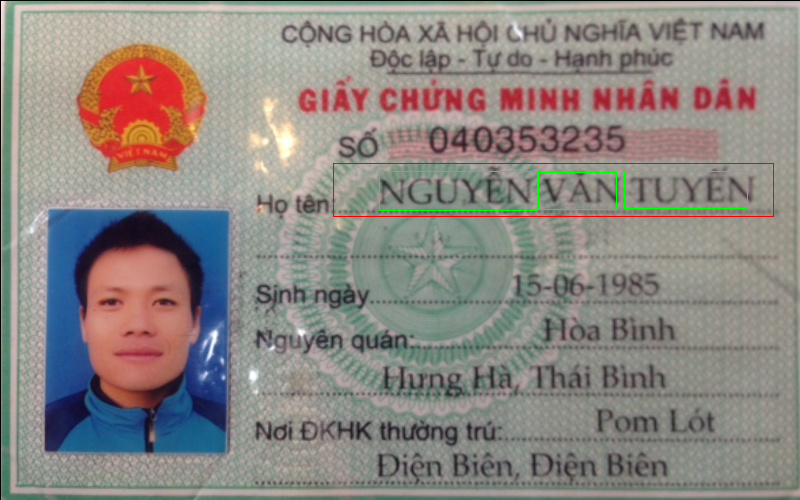 CỘNG HÒA XÃ HỘI CHỦ NGHĨA VIỆT NAM
Độc lập - Tự do - Hạnh phúc
GIẤY CHỨNG MINH NHÂN DÂN
SỐ 040353235
Họ tên: NGUYỄN VĂN TUYẾN
Sinh ngày 15-06-1985
Nguyên quán: Hòa Bình
Hưng Hà, Thái Bình
Nơi ĐKHK thường trú: Pom Lót
Điện Biên, Điện Biên
VIỆT NAM